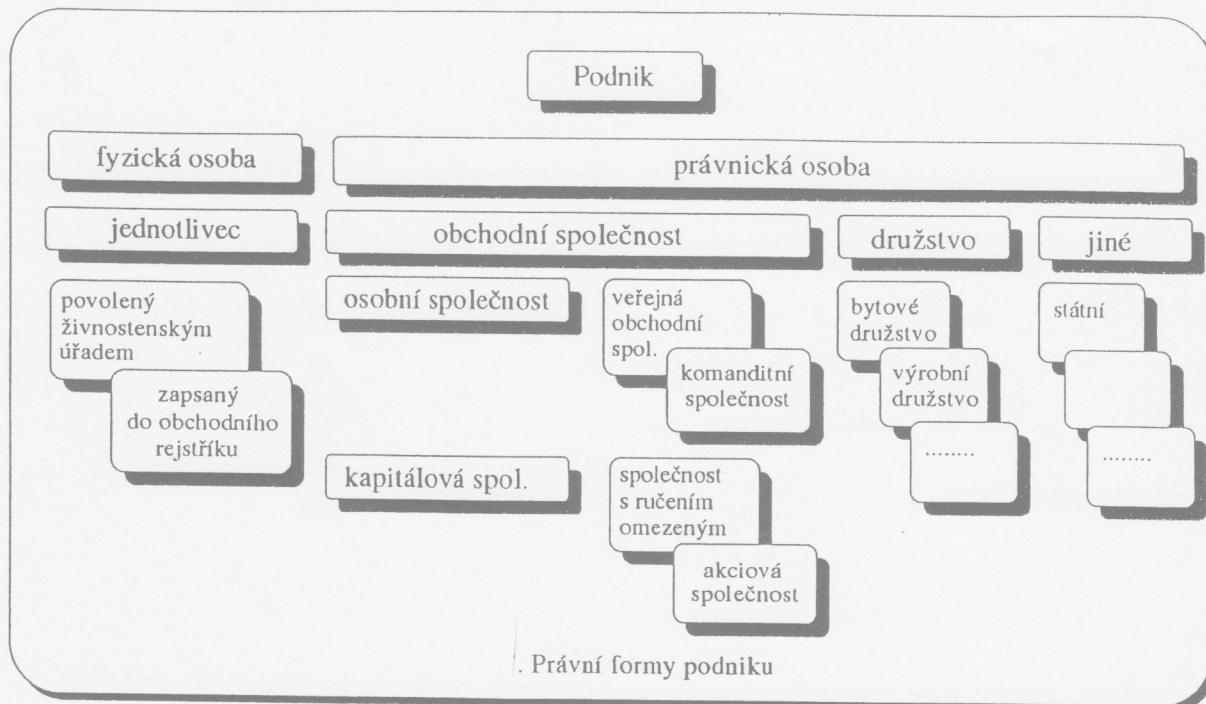 Podnik
fyzická osoba
právnická osoba
jednotlivec
obchodní společnost
družstvo
jiné
povolený
živnostenským
úřadem
zapsaný
do obchodního
rejstříku
osobní společnost
veřejná
obchodní
spol.
komanditní
společnost
kapitálová spol.
společnost
s ručením
omezeným
akciová
společnost
bytové
družstvo
výrobní
družstvo
........
státní
........
. Právní formy podniku